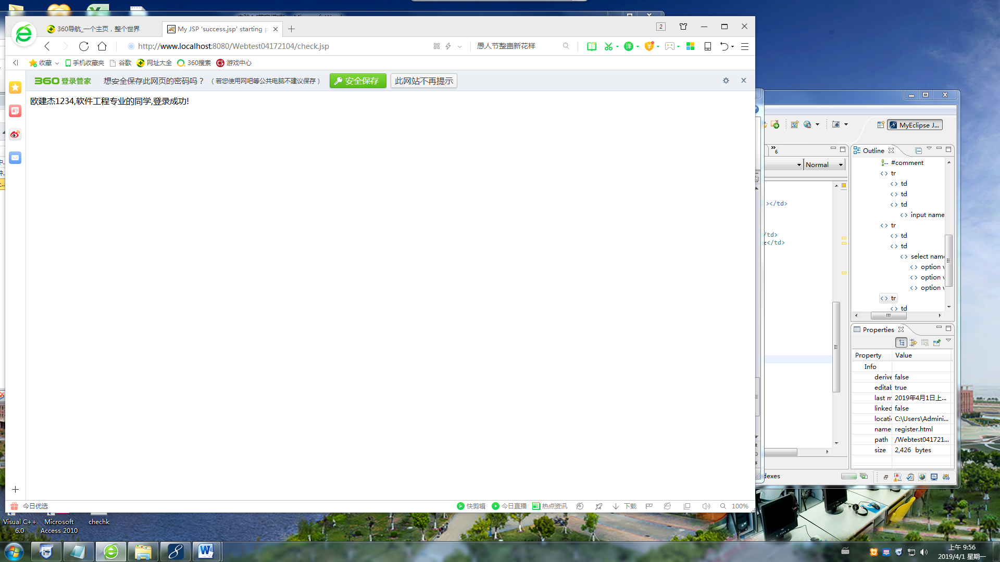 360导航_一个主页，整个世界
My JSP 'success.jsp' starting p
2
http://www.localhost:8080/Webtest04172104/check.jsp
愚人节整蛊新花样
译
收藏
手机收藏夹
谷歌
网址大全
360搜索
游戏中心
360登录管家
想安全保存此网页的密码吗？
（若您使用网吧等公共电脑不建议保存）
安全保存
此网站不再提示
欧建杰1234,软件工程专业的同学,登录成功!
MyEclipse J...
6
Outline
Normal
#comment
tr
td
td
td
input name
tr
td
td
select name
option v
option v
option v
tr
td
></td>
/td>
</td>
Properties
Property
Value
Info
derive
false
editab
true
last m
2019年4月1日上...
linked
false
locatio
C:\Users\Admini...
name
register.html
path
/Webtest041721...
size
2,426 bytes
dexes
今日优选
快剪辑
今日直播
热点资讯
下载
100%
Visual C++
6.0
Microsoft
Access 2010
chechk
上午 9:56
2019/4/1 星期一